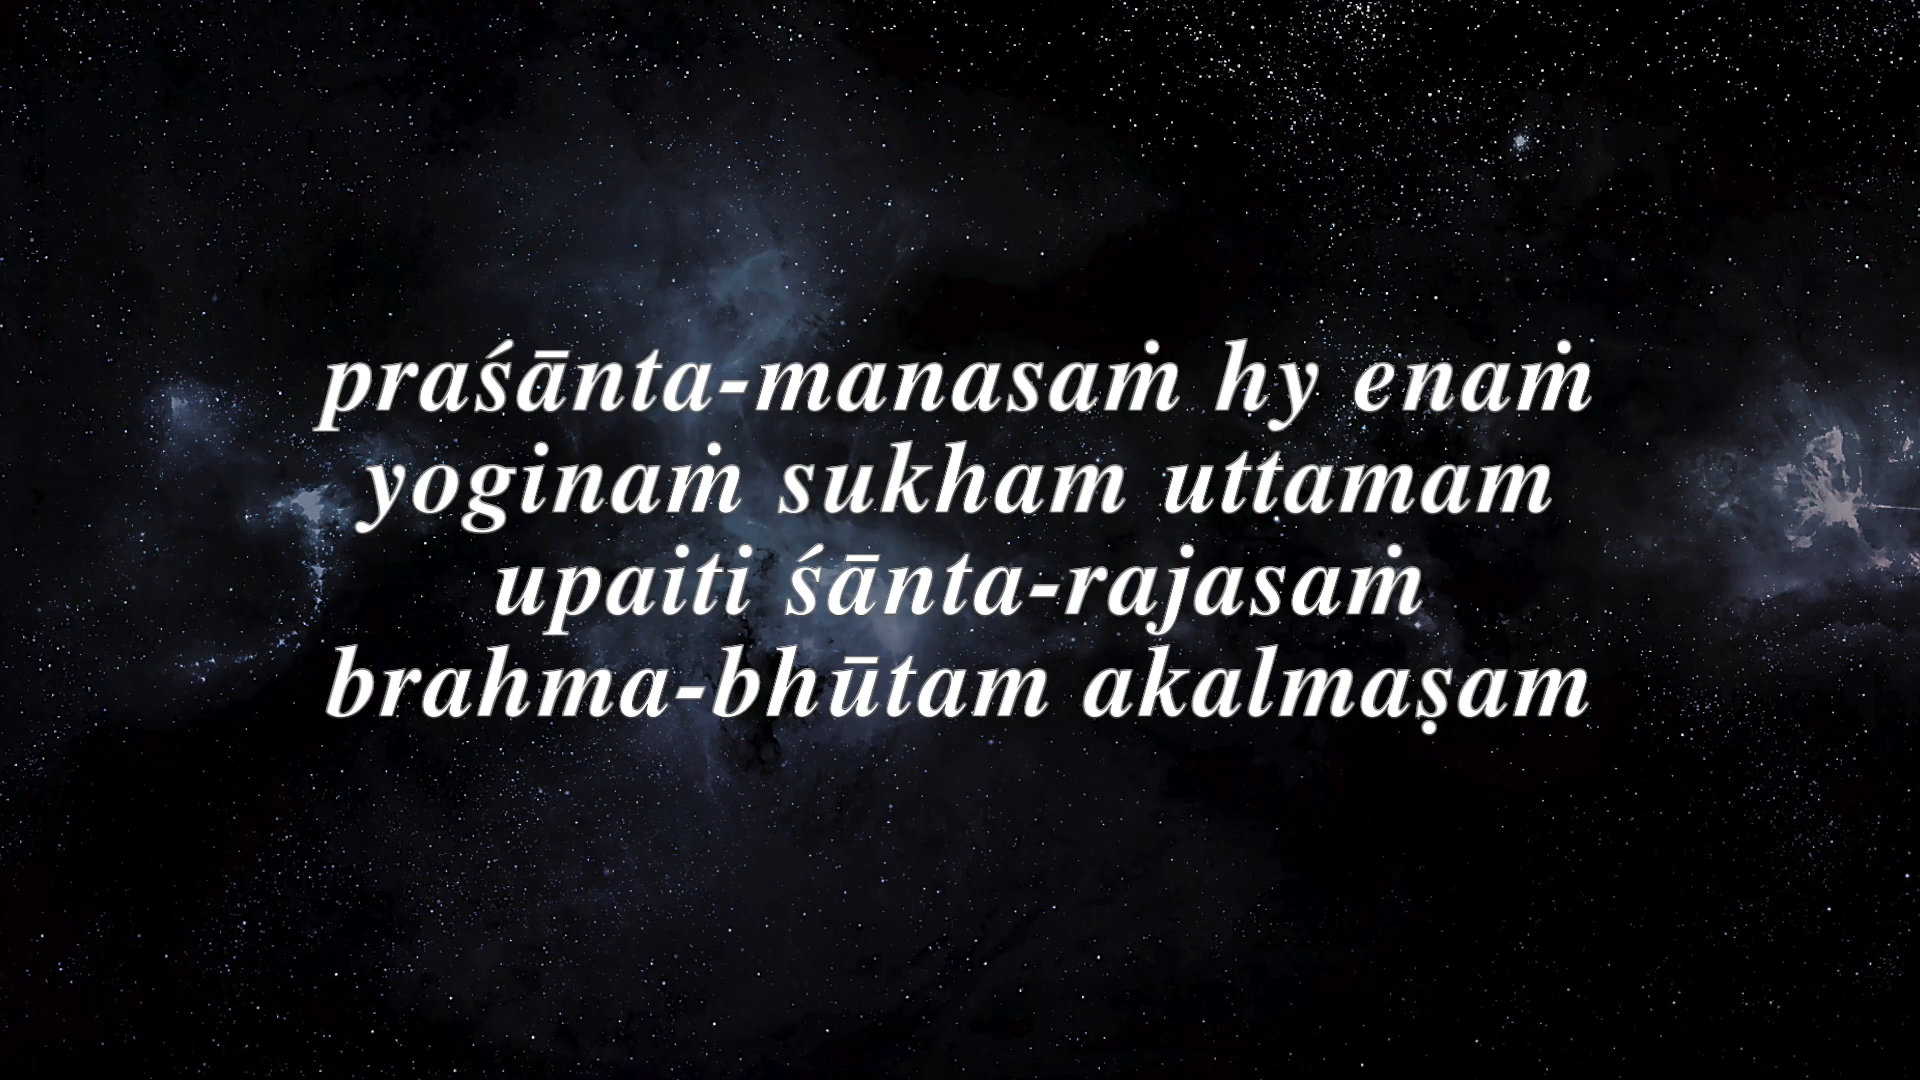 praśānta-manasaṁ hy enaṁ
yoginaṁ sukham uttamam
upaiti śānta-rajasaṁ
brahma-bhūtam akalmaṣam